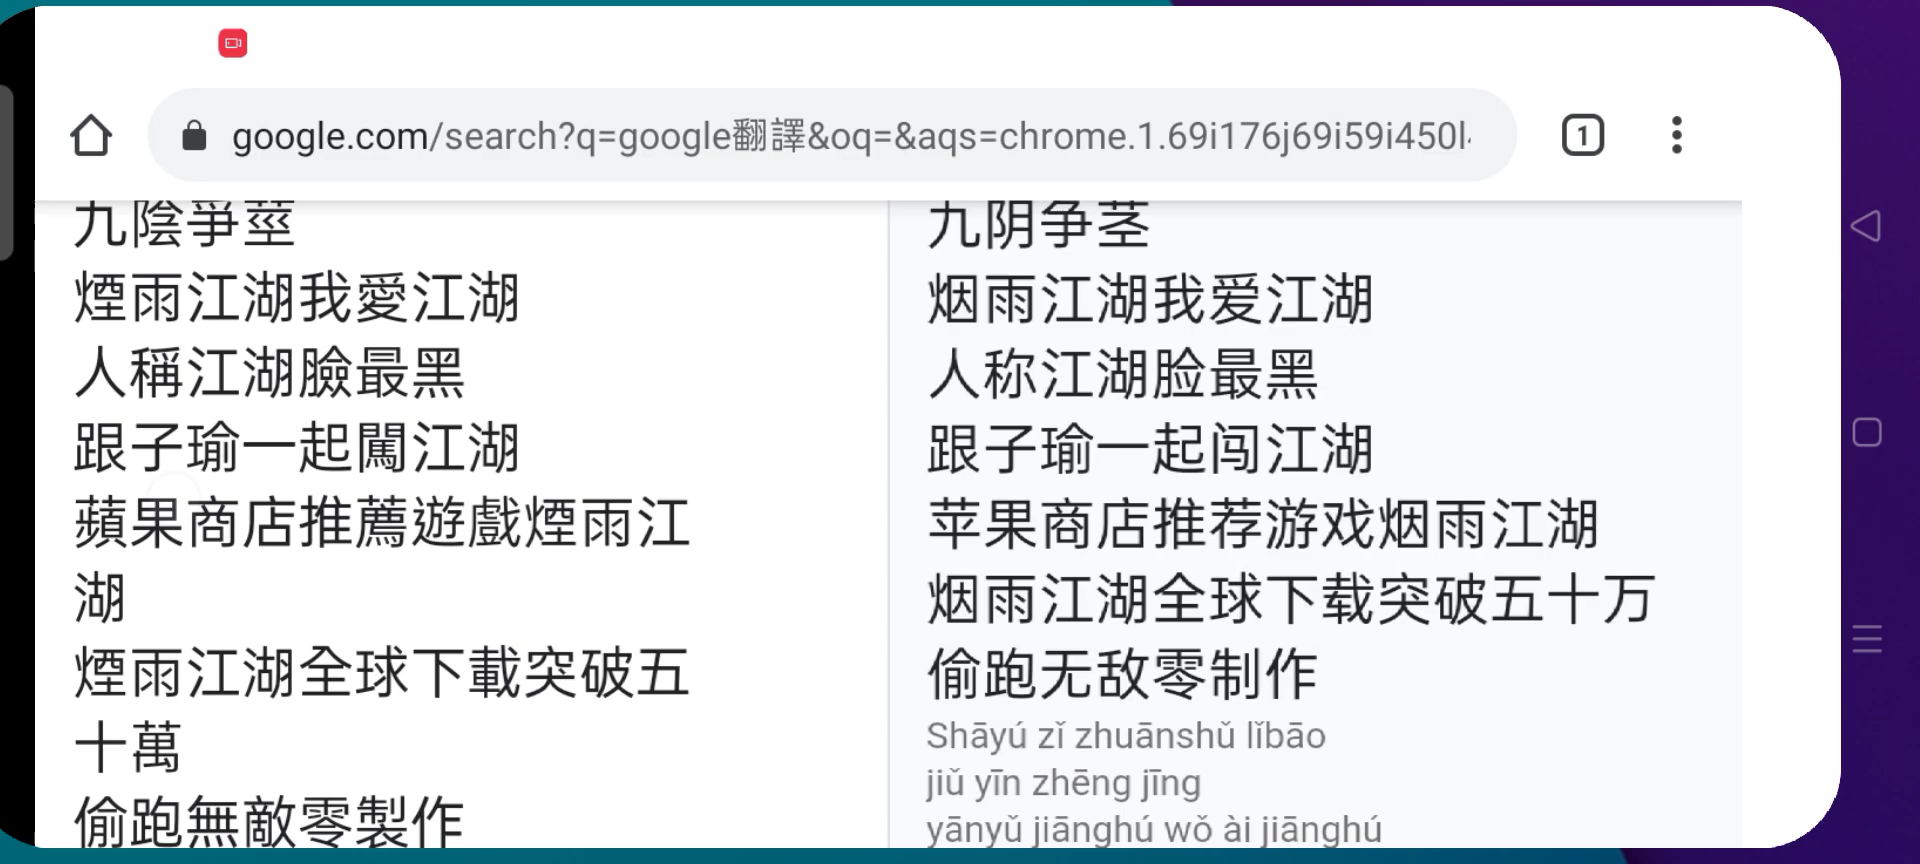 google.com/search?q=google翻譯&oq=&aqs=chrome.1.69i176j69i59i450l
1
九陰爭莖
煙雨江湖我愛江湖
人稱江湖臉最黑
跟子瑜一起闖江湖
蘋果商店推薦遊戲煙雨江
湖
煙雨江湖全球下載突破五
十萬
偷跑無敵零製作
九阴争茎
烟雨江湖我爱江湖
人称江湖脸最黑
跟子瑜一起闯江湖
苹果商店推荐游戏烟雨江湖
烟雨江湖全球下载突破五十万
偷跑无敌零制作
Shāyú zǐ zhuānshǔ lǐbāo
jiǔ yīn zhēng jīng
yānyǔ jiānghú wǒ ài jiānghú